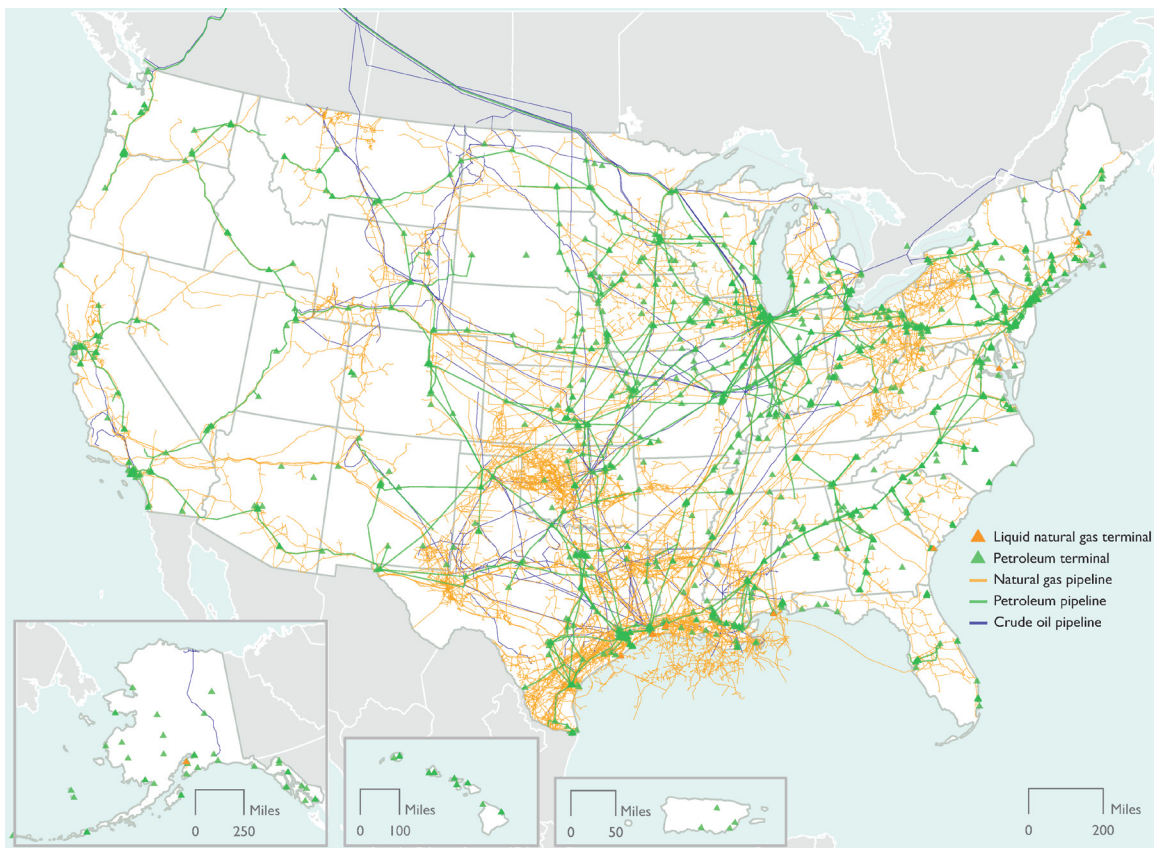 Liquid natural gas terminal
Petroleum terminal
Natural gas pipeline
Petroleum pipeline
Crude oil pipeline
Miles
0 250
Miles
0 100
Miles
0 50
Miles
0 200